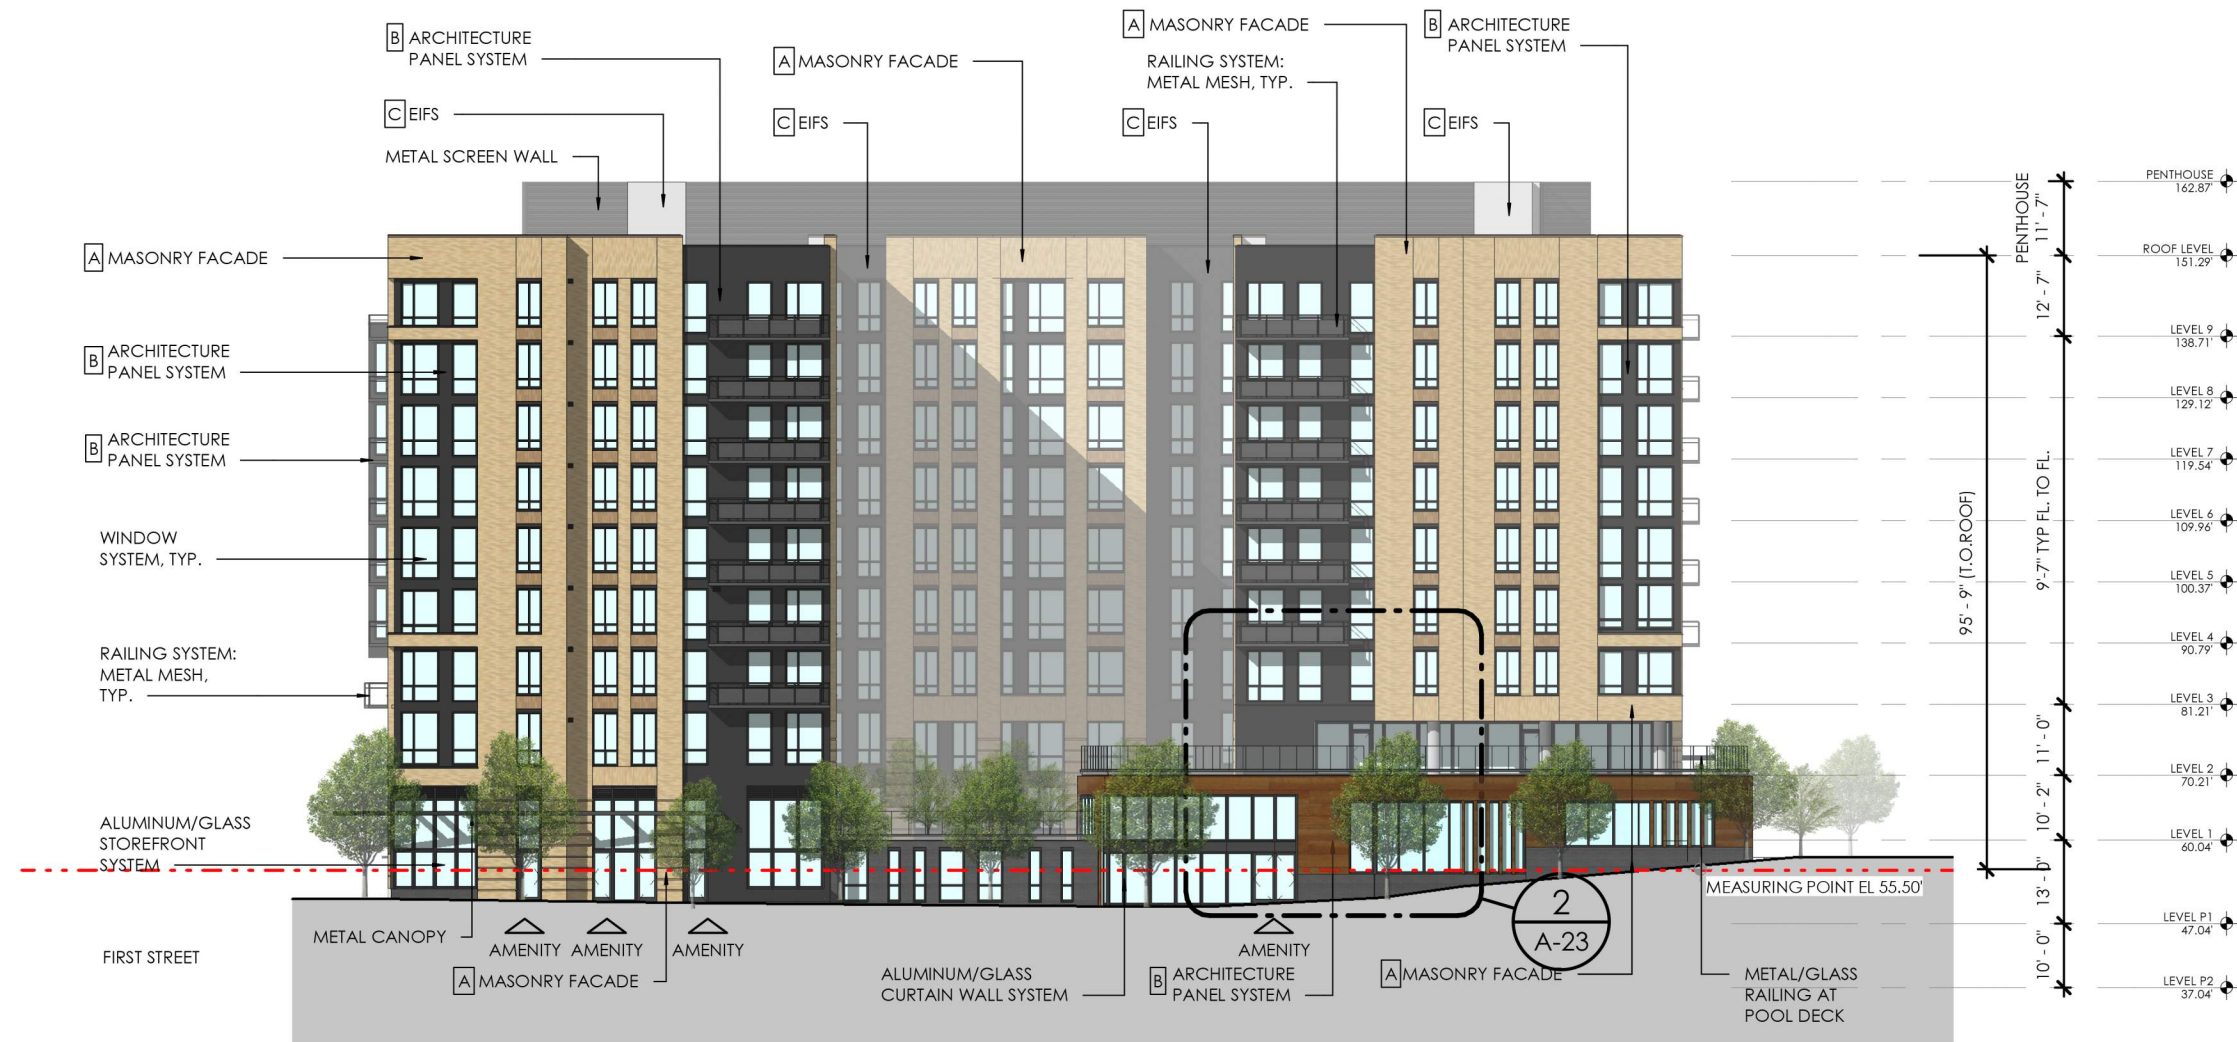 B ARCHITECTURE
PANEL SYSTEM
C EIFS
METAL SCREEN WALL
A MASONRY FACADE
C EIFS
A MASONRY FACADE
RAILING SYSTEM:
METAL MESH, TYP.
C EIFS
B ARCHITECTURE
PANEL SYSTEM
C EIFS
A MASONRY FACADE
B ARCHITECTURE
PANEL SYSTEM
B ARCHITECTURE
PANEL SYSTEM
WINDOW
SYSTEM, TYP.
RAILING SYSTEM:
METAL MESH,
TYP.
ALUMINUM/GLASS
STOREFRONT
SYSTEM
METAL CANOPY
FIRST STREET
AMENITY
AMENITY
AMENITY
A MASONRY FACADE
ALUMINUM/GLASS
CURTAIN WALL SYSTEM
AMENITY
B ARCHITECTURE
PANEL SYSTEM
2
A-23
A MASONRY FACADE
METAL/GLASS
RAILING AT
POOL DECK
MEASURING POINT EL 55.50'
95' - 9" (T.O.ROOF)
PENTHOUSE
11' - 7"
12' - 7"
9'-7" TYP FL. TO FL.
11' - 0"
10' - 2"
13' - 0"
10' - 0"
PENTHOUSE
162.87'
ROOF LEVEL
151.29'
LEVEL 9
138.71'
LEVEL 8
129.12'
LEVEL 7
119.54'
LEVEL 6
109.96'
LEVEL 5
100.37'
LEVEL 4
90.79'
LEVEL 3
81.21'
LEVEL 2
70.21'
LEVEL 1
60.04'
LEVEL P1
47.04'
LEVEL P2
37.04'